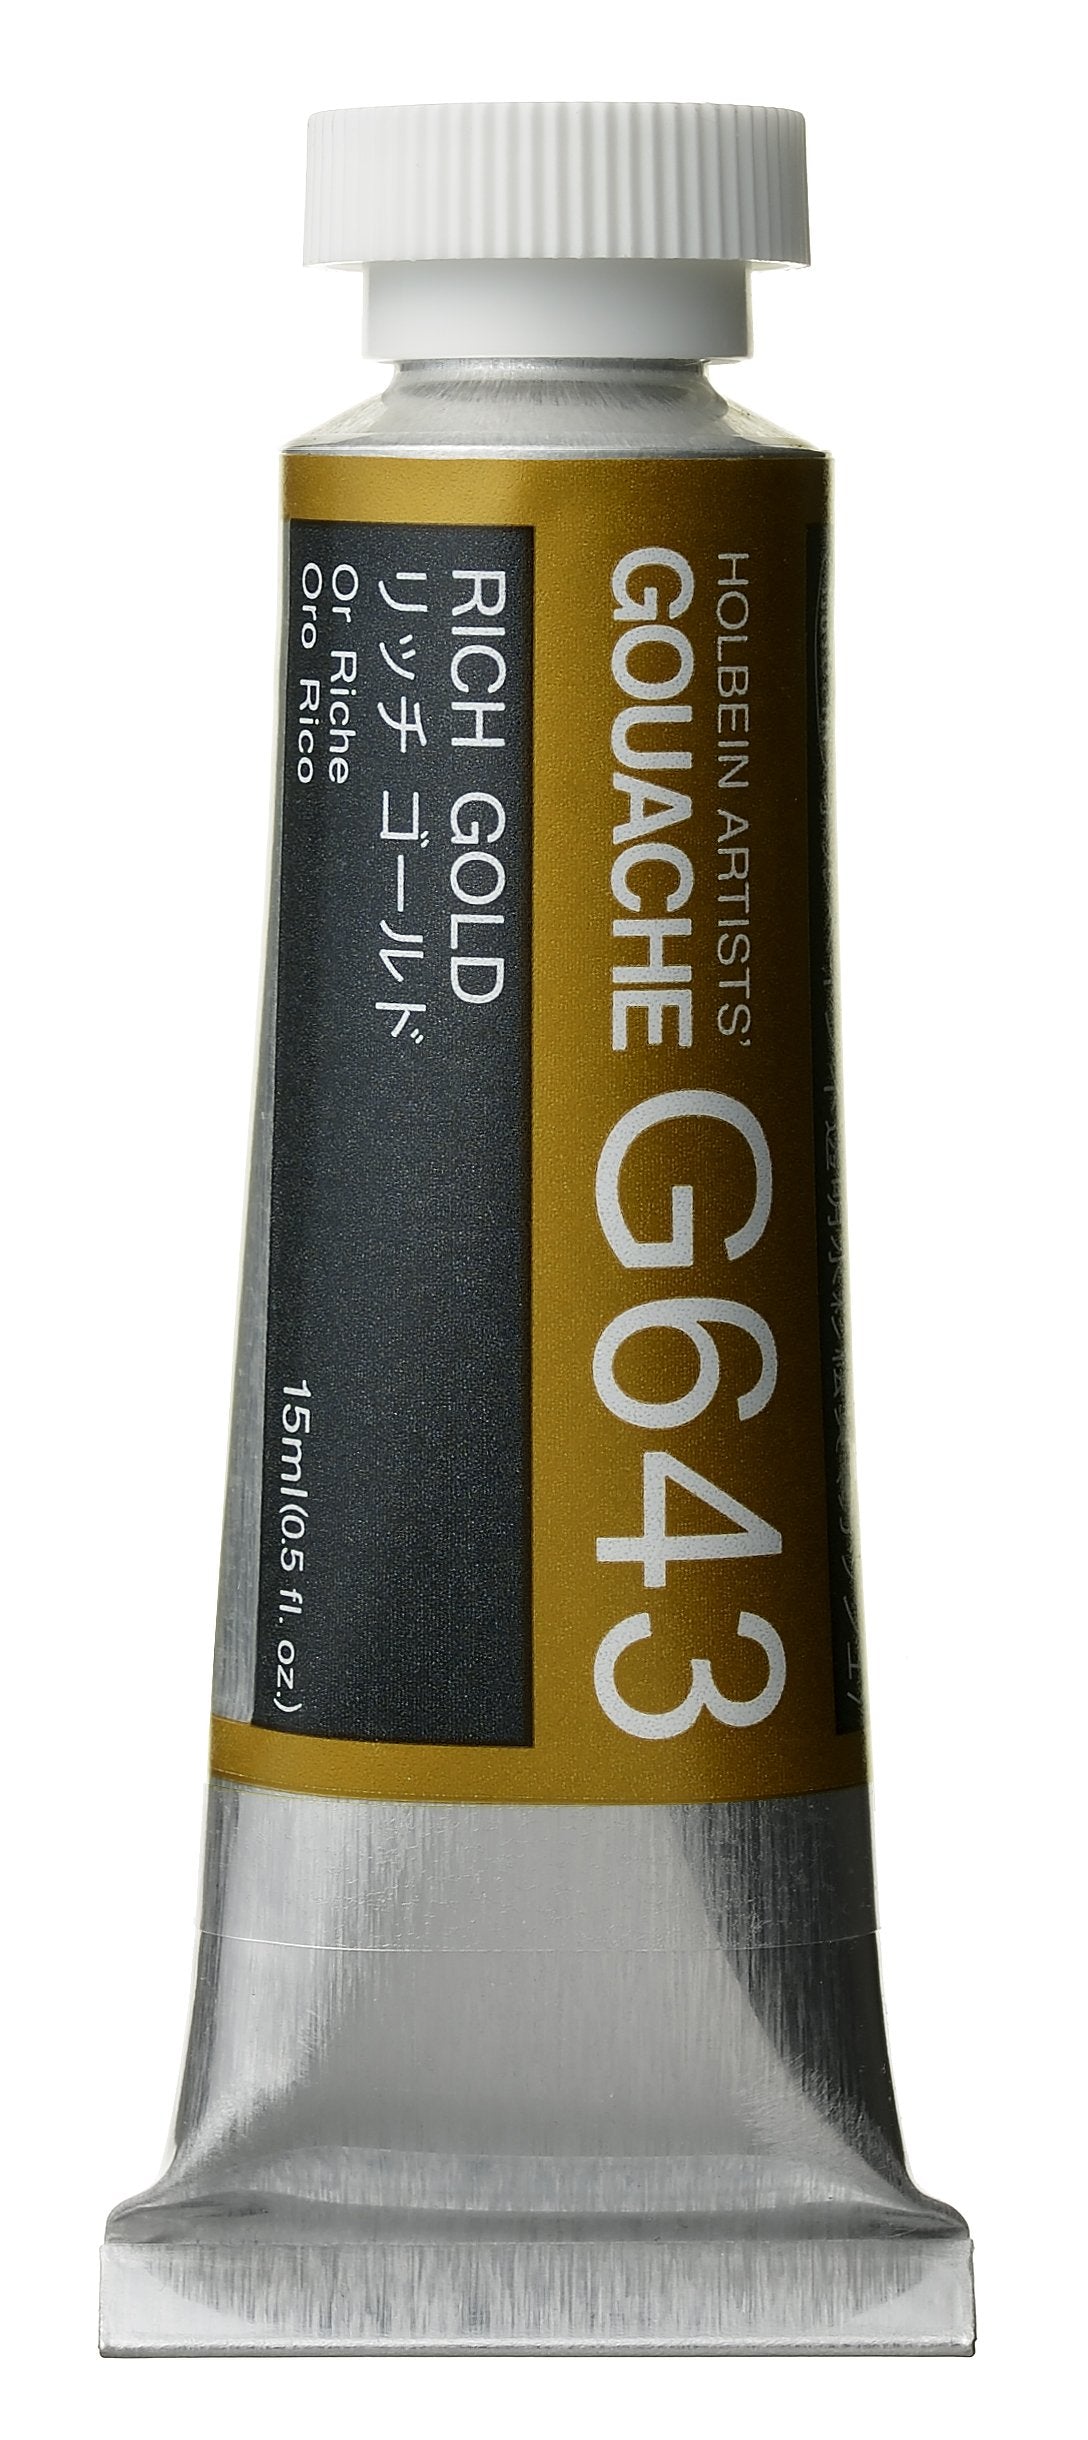 HOLBEIN ARTISTS'
GOUACHE G643
RICH GOLD
リッチ ゴールド
Or Riche
Oro Rico
15ml(0.5 fl. oz.)